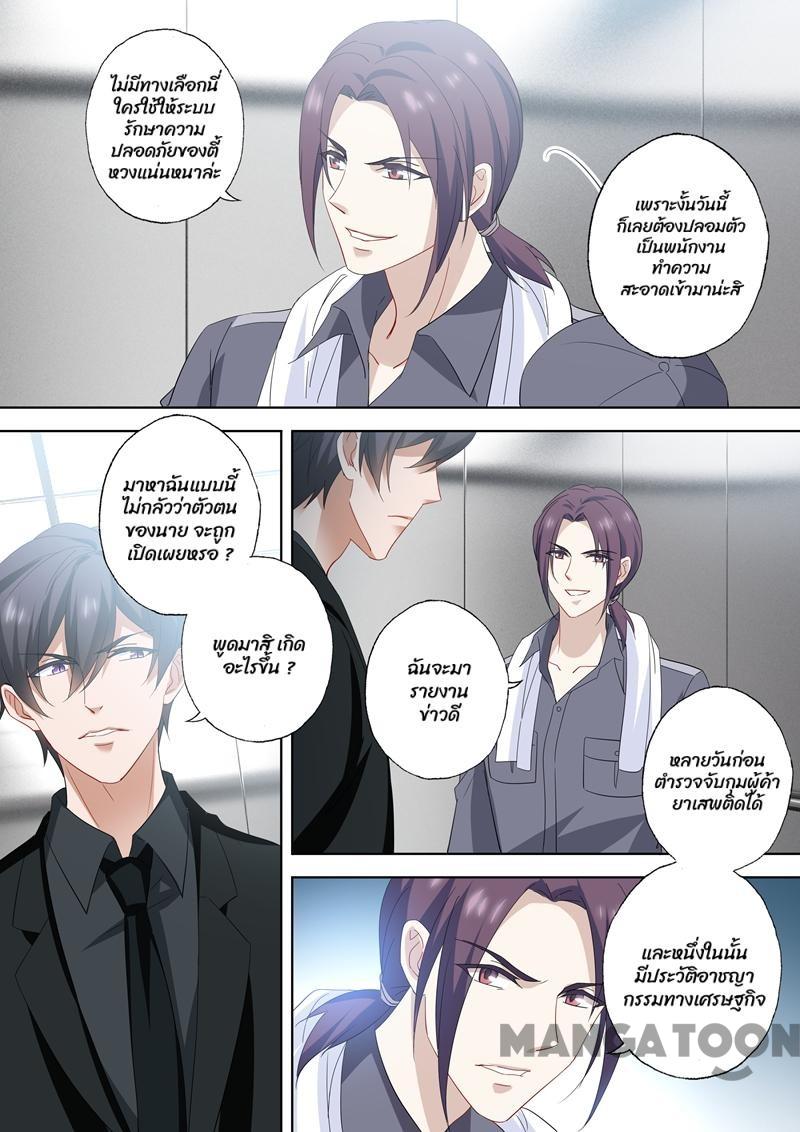 ไม่มีทางเลือกนี่
ใครใช้ให้ระบบ
รักษาความ
ปลอดภัยของตี้
หวงแน่นหนาล่ะ
เพราะงั้นวันนี้
ก็เลยต้องปลอมตัว
เป็นพนักงาน
ทำความ
สะอาดเข้ามาน่ะสิ
มาหาฉันแบบนี้
ไม่กลัวว่าตัวตน
ของนาย จะถูก
เปิดเผยหรอ ?
พูดมาสิ เกิด
อะไรขึ้น ?
ฉันจะมา
รายงาน
ข่าวดี
หลายวันก่อน
ตำรวจจับกุมผู้ค้า
ยาเสพติดได้
และหนึ่งในนั้น
มีประวัติอาชญา
กรรมทางเศรษฐกิจ
MANGATOON